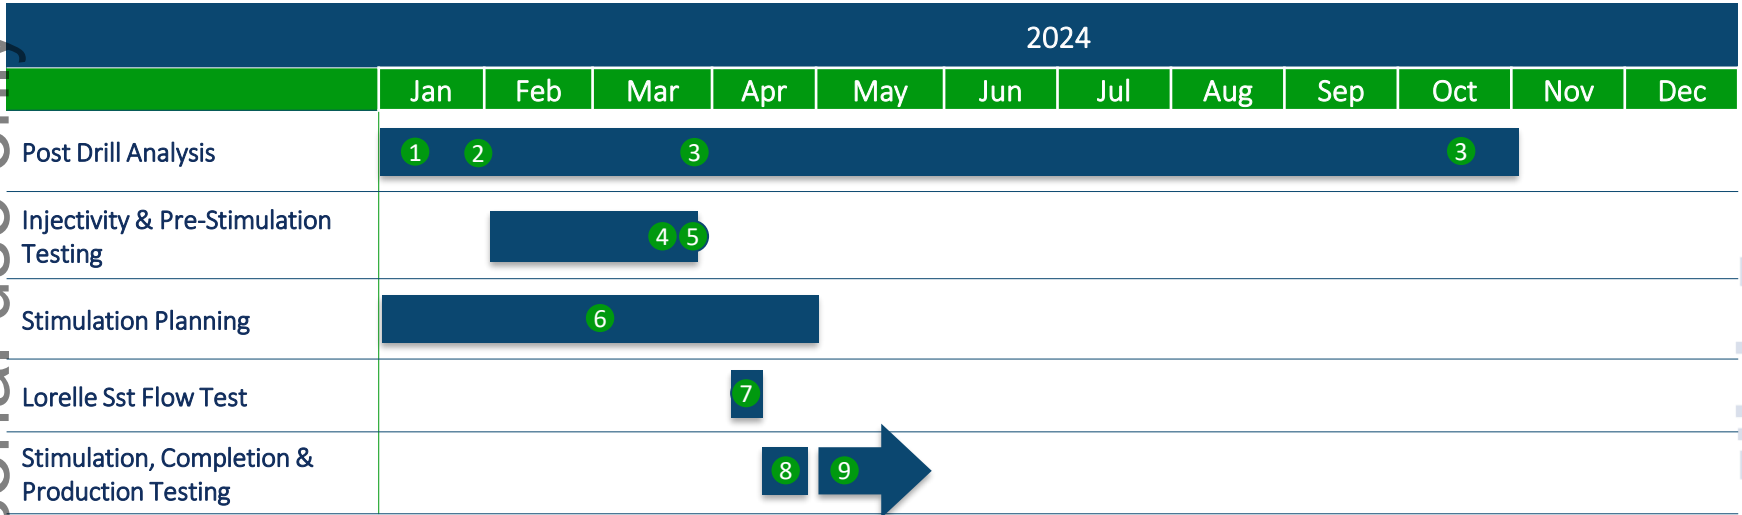 2024
Jan Feb Mar Apr May Jun Jul Aug Sep Oct Nov Dec
Post Drill Analysis 1 2 3 3
Injectivity & Pre-Stimulation
Testing
4 5
Stimulation Planning 6
Lorelle Sst Flow Test 7
Stimulation, Completion &
Production Testing
8 9